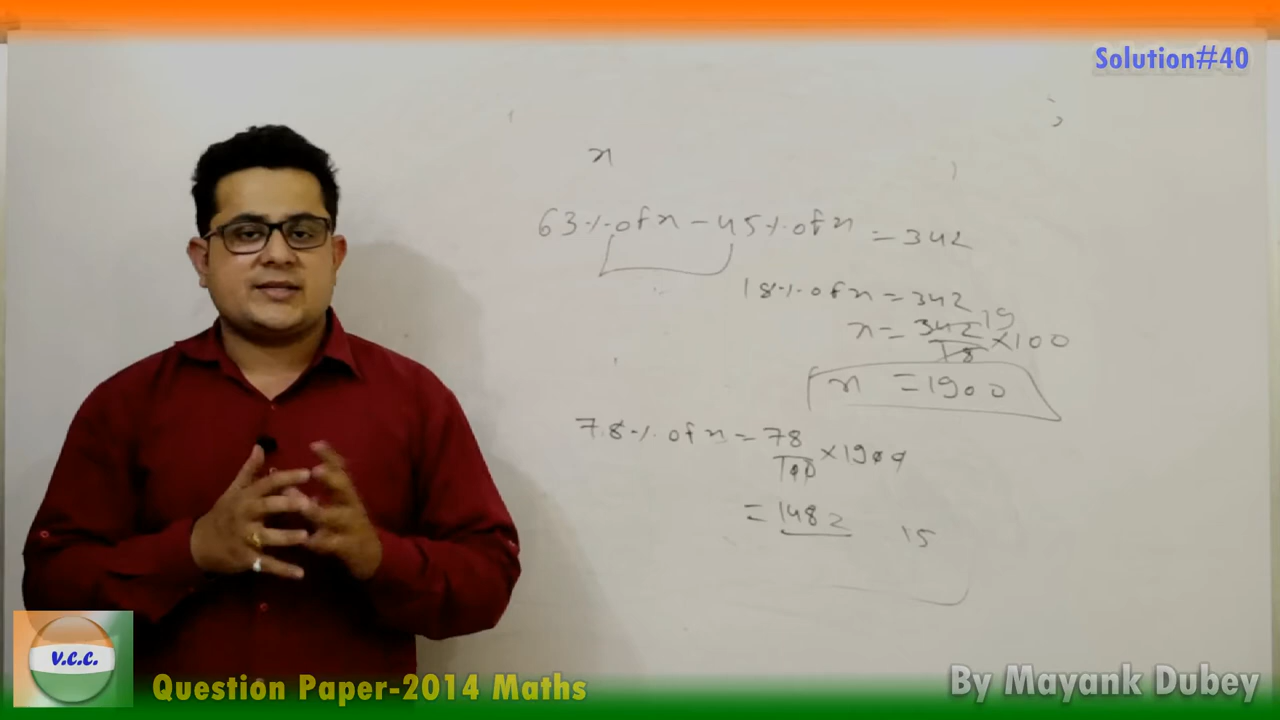 Solution#40
x
63% of x - 45% of x = 342
18% of x = 342
x = 342/18 × 100
19
x = 1900
78% of x = 78/100 × 1900
= 1482
15
V.C.C.
Question Paper-2014 Maths
By Mayank Dubey